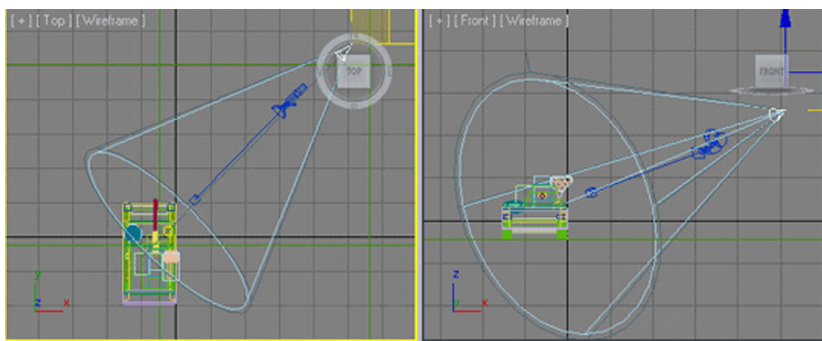 [ + ] [ Top ] [ Wireframe ]
TOP
y
z
x
[ + ] [ Front ] [ Wireframe ]
FRONT
z
y
x